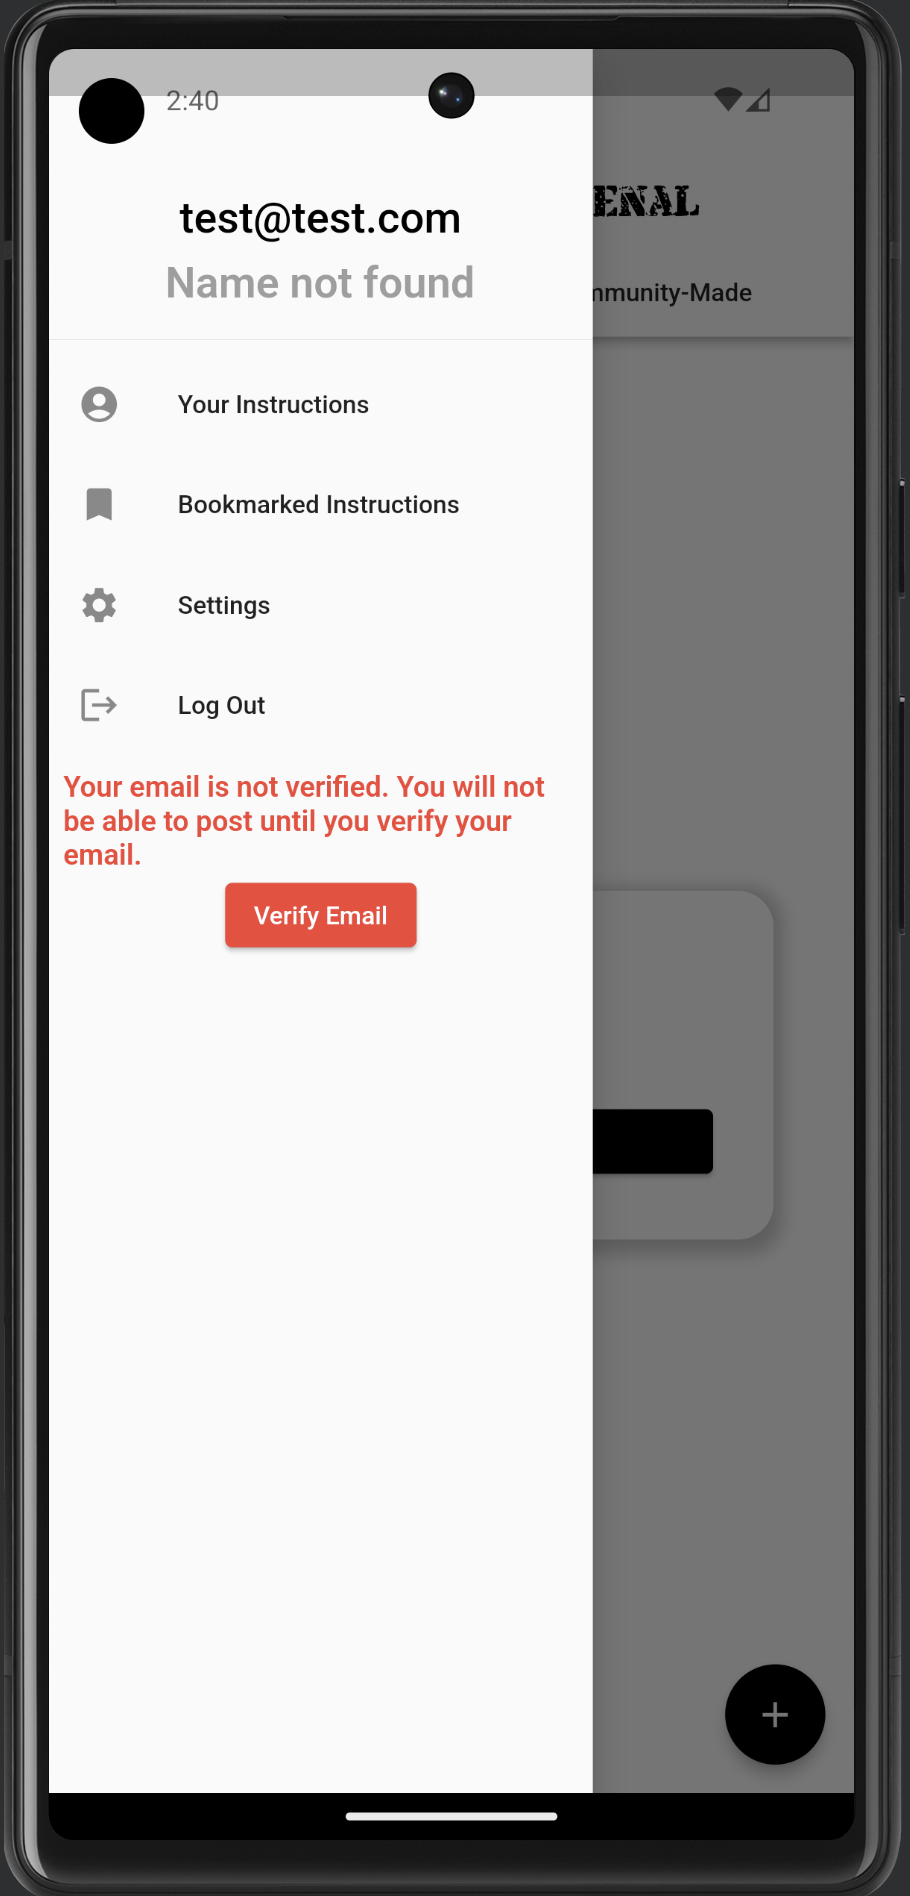 2:40
test@test.com
Name not found
ENAL
mmunity-Made
Your Instructions
Bookmarked Instructions
Settings
Log Out
Your email is not verified. You will not
be able to post until you verify your
email.
Verify Email
+